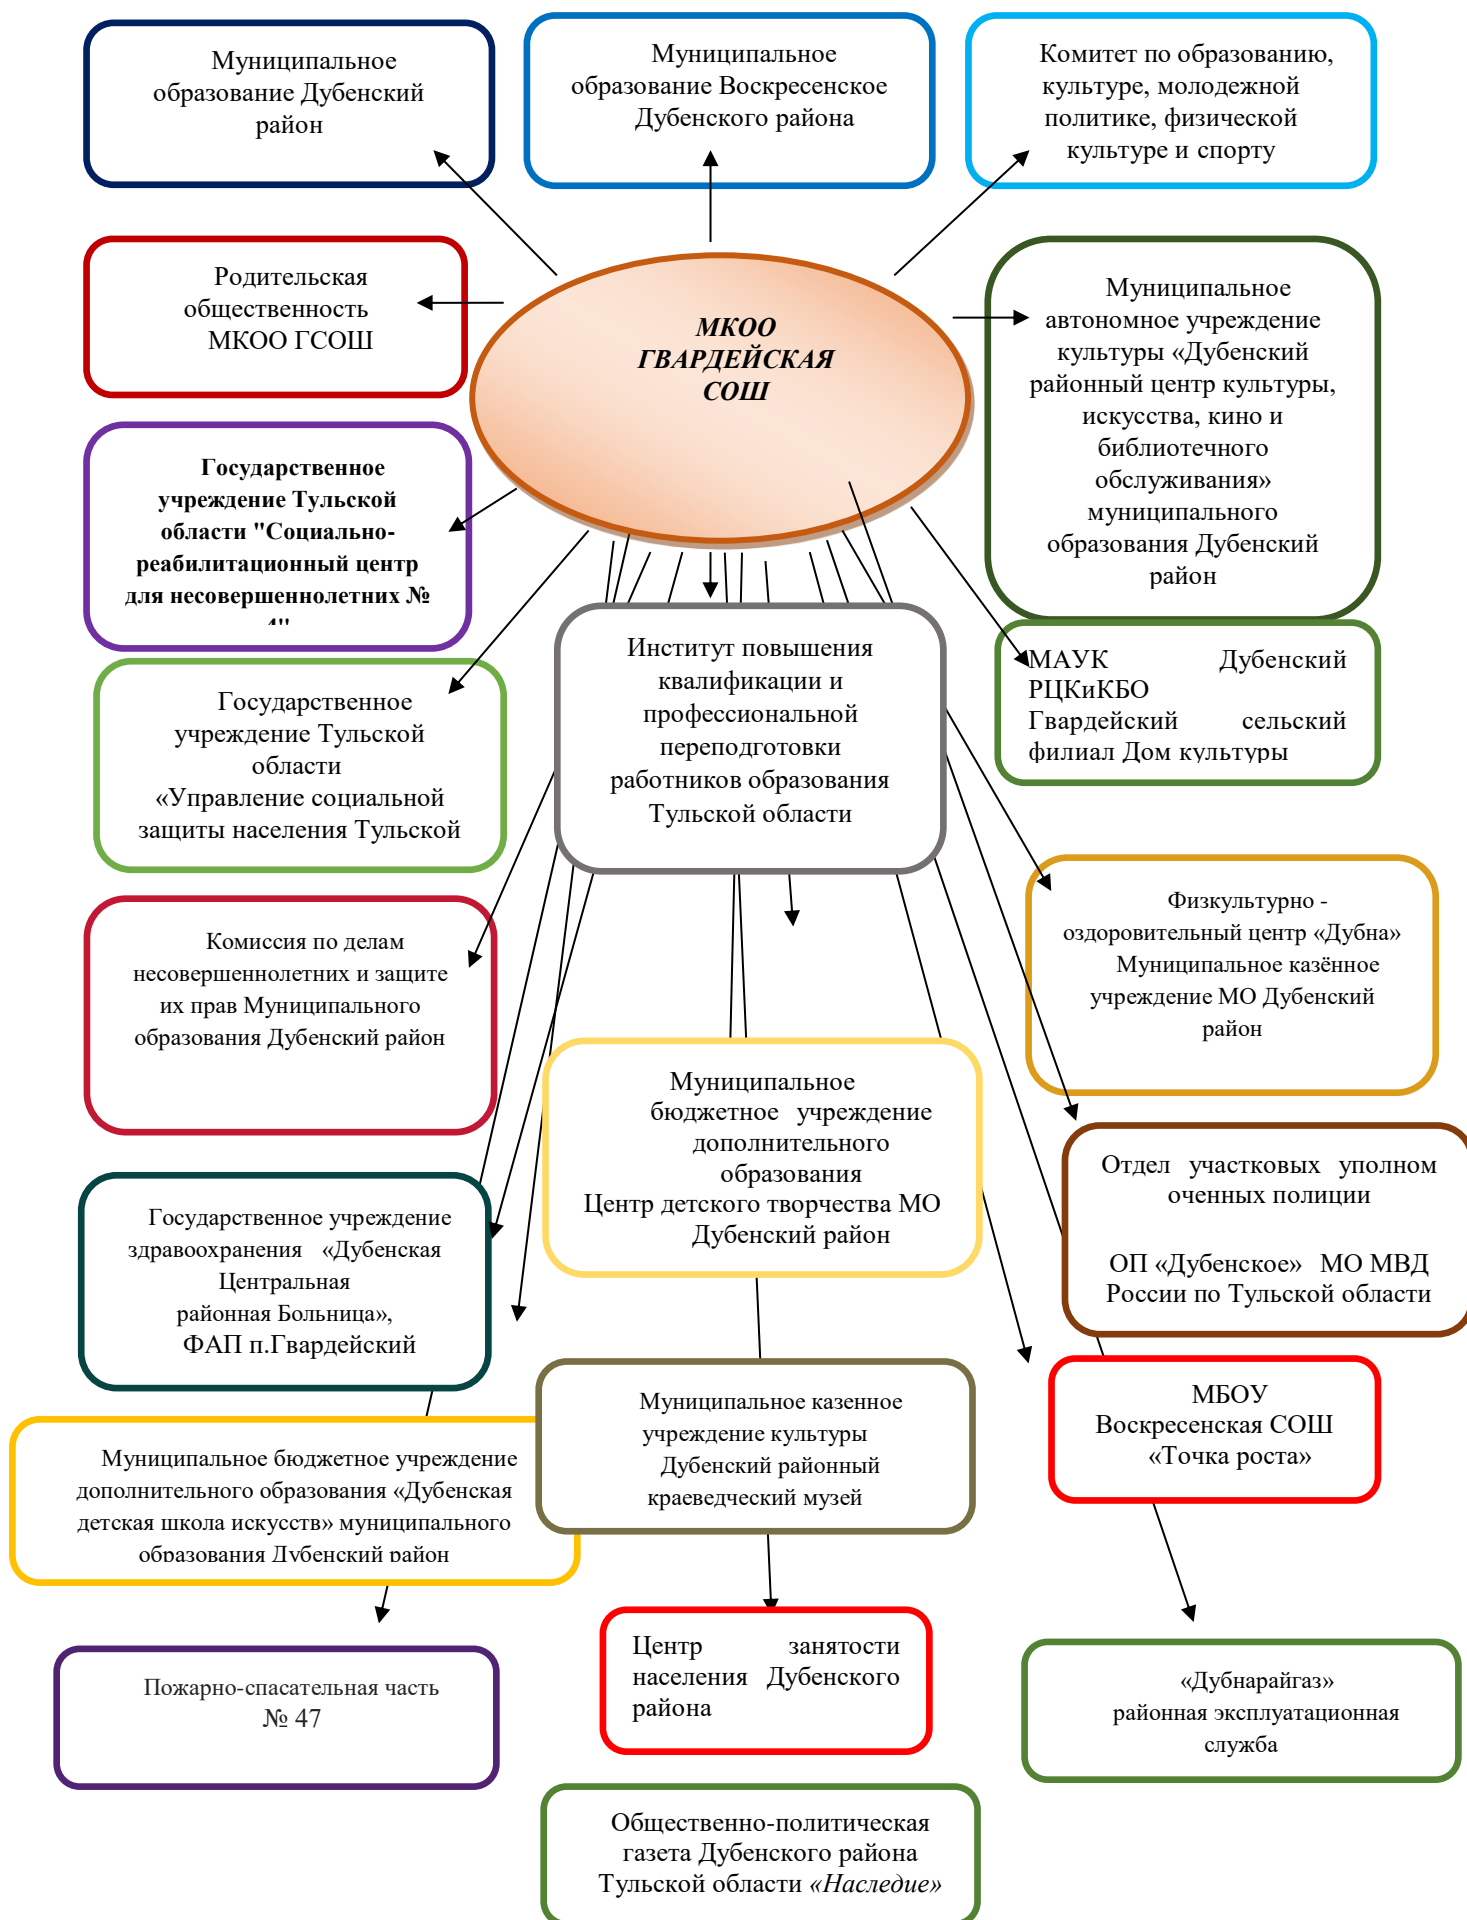 Муниципальное
образование Дубенский
район
Муниципальное
образование Воскресенское
Дубенского района
Комитет по образованию,
культуре, молодежной
политике, физической
культуре и спорту
Родительская
общественность
МКОО ГСОШ
МКОО
ГВАРДЕЙСКАЯ
СОШ
Муниципальное
автономное учреждение
культуры «Дубенский
районный центр культуры,
искусства, кино и
библиотечного
обслуживания»
муниципального
образования Дубенский
район
Государственное
учреждение Тульской
области "Социально-
реабилитационный центр
для несовершеннолетних №
4"
Институт повышения
квалификации и
профессиональной
переподготовки
работников образования
Тульской области
МАУК Дубенский
РЦКиКБО
Гвардейский сельский
филиал Дом культуры
Государственное
учреждение Тульской
области
«Управление социальной
защиты населения Тульской
Комиссия по делам
несовершеннолетних и защите
их прав Муниципального
образования Дубенский район
Физкультурно -
оздоровительный центр «Дубна»
Муниципальное казённое
учреждение МО Дубенский
район
Муниципальное
бюджетное учреждение
дополнительного
образования
Центр детского творчества МО
Дубенский район
Отдел участковых уполном
оченных полиции
ОП «Дубенское» МО МВД
России по Тульской области
Государственное учреждение
здравоохранения «Дубенская
Центральная
районная Больница»,
ФАП п.Гвардейский
Муниципальное казенное
учреждение культуры
Дубенский районный
краеведческий музей
МБОУ
Воскресенская СОШ
«Точка роста»
Муниципальное бюджетное учреждение
дополнительного образования «Дубенская
детская школа искусств» муниципального
образования Дубенский район
Пожарно-спасательная часть
№ 47
Центр занятости
населения Дубенского
района
«Дубнарайгаз»
районная эксплуатационная
служба
Общественно-политическая
газета Дубенского района
Тульской области «Наследие»